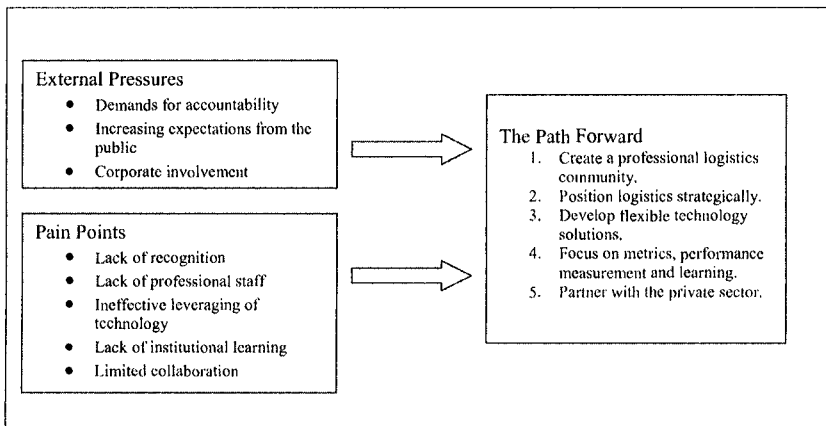 External Pressures
• Demands for accountability
• Increasing expectations from the
public
• Corporate involvement
Pain Points
• Lack of recognition
• Lack of professional staff
• Ineffective leveraging of
technology
• Lack of institutional learning
• Limited collaboration
The Path Forward
1. Create a professional logistics
community.
2. Position logistics strategically.
3. Develop flexible technology
solutions.
4. Focus on metrics, performance
measurement and learning.
5. Partner with the private sector.